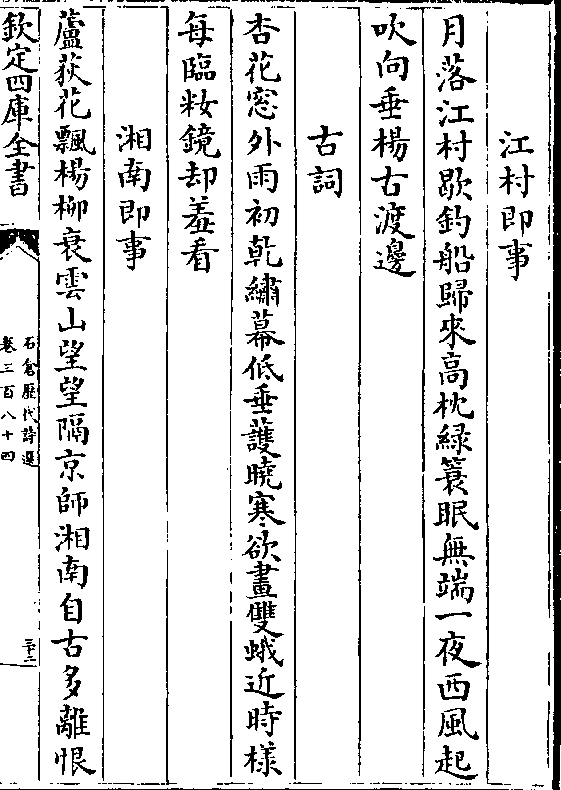 江村即事
月落江村歇釣船歸來高枕緑簑眠無端一夜西風起
吹向垂楊古渡邊
古詞
杏花窓外雨初乾繡幕低垂護曉寒欲畫雙蛾近時樣
每臨粧鏡却羞看
湘南即事
蘆荻花飄楊柳衰雲山望望隔京師湘南自古多離恨
欽定四庫全書
石倉歷代詩選
卷三百八十四
三十二